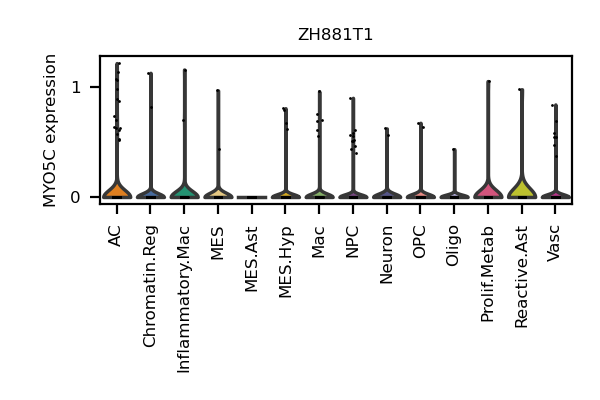 ZH881T1
MYO5C expression
1
0
AC
Chromatin.Reg
Inflammatory.Mac
MES
MES.Ast
MES.Hyp
Mac
NPC
Neuron
OPC
Oligo
Prolif.Metab
Reactive.Ast
Vasc